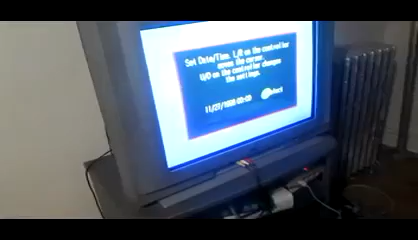 Set Date/Time L/R on the controller
moves the cursor.
U/D on the controller changes
the settings.
11/27/1998 00:00